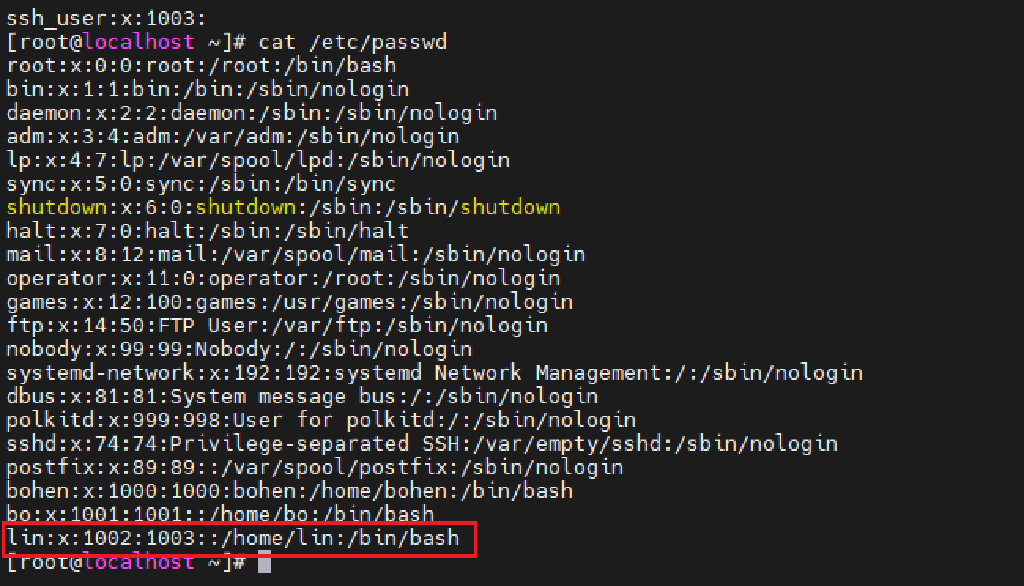 ssh_user:x:1003:
[root@localhost ~]# cat /etc/passwd
root:x:0:0:root:/root:/bin/bash
bin:x:1:1:bin:/bin:/sbin/nologin
daemon:x:2:2:daemon:/sbin:/sbin/nologin
adm:x:3:4:adm:/var/adm:/sbin/nologin
lp:x:4:7:lp:/var/spool/lpd:/sbin/nologin
sync:x:5:0:sync:/sbin:/bin/sync
shutdown:x:6:0:shutdown:/sbin:/sbin/shutdown
halt:x:7:0:halt:/sbin:/sbin/halt
mail:x:8:12:mail:/var/spool/mail:/sbin/nologin
operator:x:11:0:operator:/root:/sbin/nologin
games:x:12:100:games:/usr/games:/sbin/nologin
ftp:x:14:50:FTP User:/var/ftp:/sbin/nologin
nobody:x:99:99:Nobody:/:/sbin/nologin
systemd-network:x:192:192:systemd Network Management:/:/sbin/nologin
dbus:x:81:81:System message bus:/:/sbin/nologin
polkitd:x:999:998:User for polkitd:/:/sbin/nologin
sshd:x:74:74:Privilege-separated SSH:/var/empty/sshd:/sbin/nologin
postfix:x:89:89::/var/spool/postfix:/sbin/nologin
bohen:x:1000:1000:bohen:/home/bohen:/bin/bash
bo:x:1001:1001::/home/bo:/bin/bash
lin:x:1002:1003::/home/lin:/bin/bash
[root@localhost ~]#